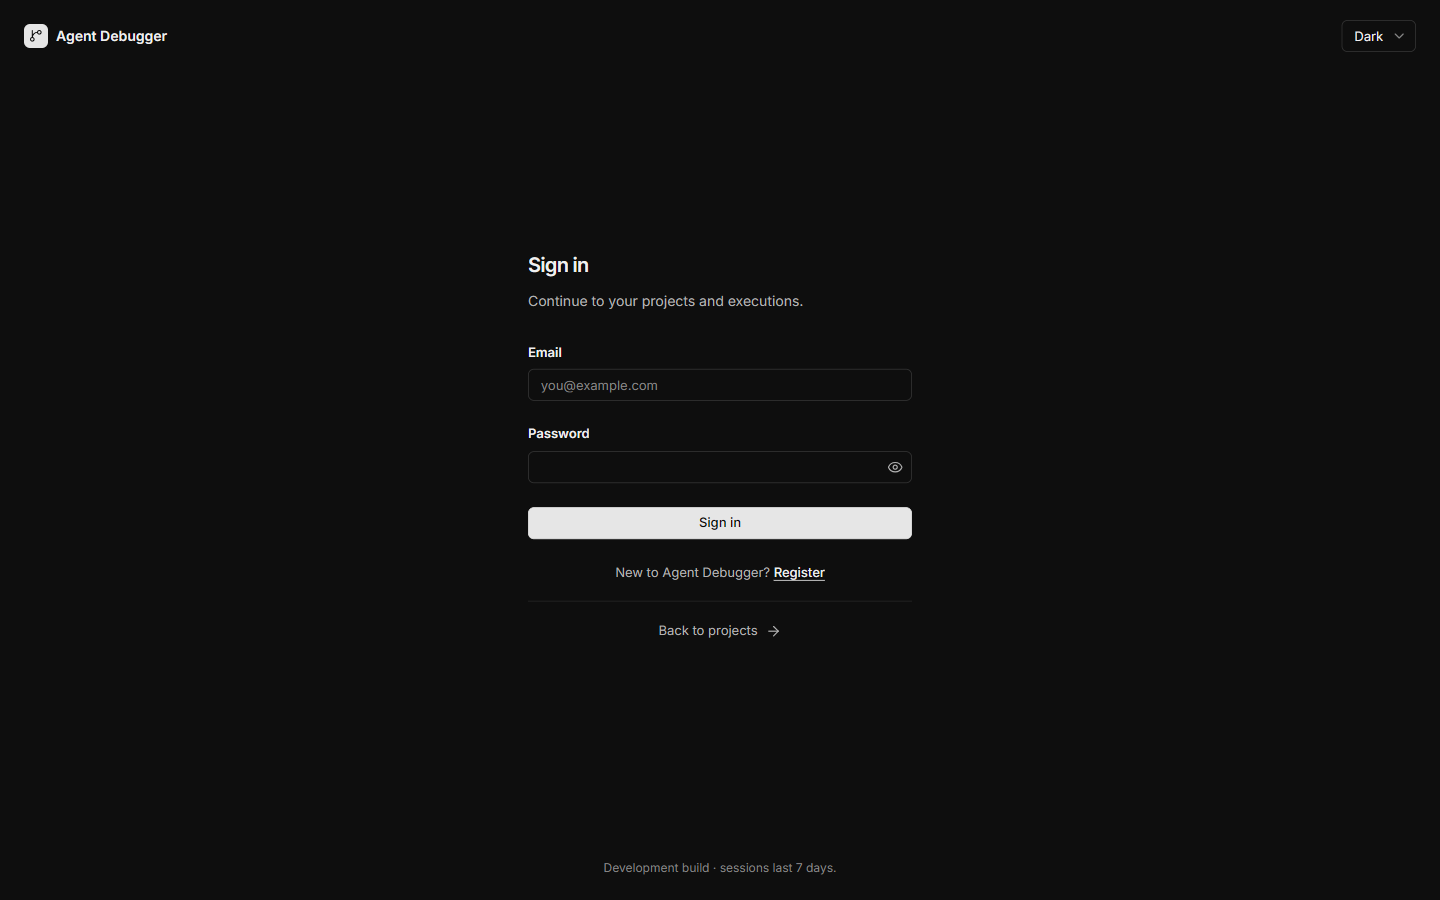 Agent Debugger
Dark
Sign in
Continue to your projects and executions.
Email
you@example.com
Password
Sign in
New to Agent Debugger? Register
Back to projects
Development build · sessions last 7 days.